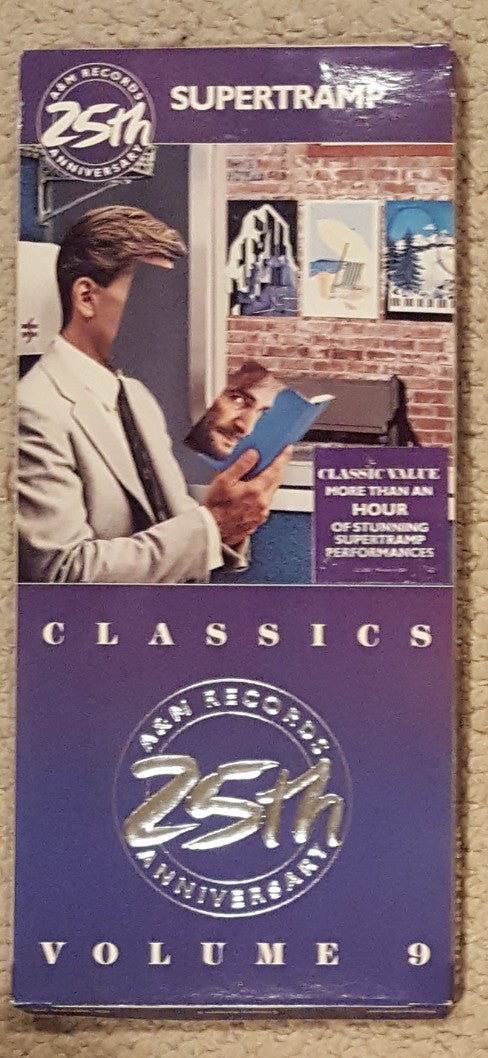 A&M RECORDS
25th
ANNIVERSARY
SUPERTRAMP
CLASSIC VALUE
MORE THAN AN
HOUR
OF STUNNING
SUPERTRAMP
PERFORMANCES
CLASSICS
A&M RECORDS
25th
ANNIVERSARY
VOLUME 9